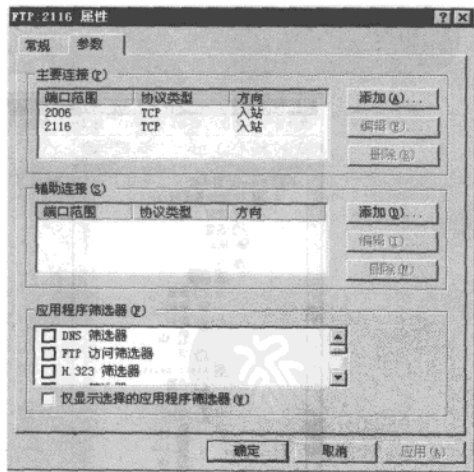 FTP:2116 属性
常规 参数
主要连接(P)
端口范围 协议类型 方向
2006 TCP 入站
2116 TCP 入站
添加(A)...
编辑(E)...
删除(R)
辅助连接(S)
端口范围 协议类型 方向
添加(D)...
编辑(I)...
删除(M)
应用程序筛选器(F)
DNS 筛选器
FTP 访问筛选器
H.323 筛选器
仅显示选择的应用程序筛选器(Y)
确定 取消 应用(A)